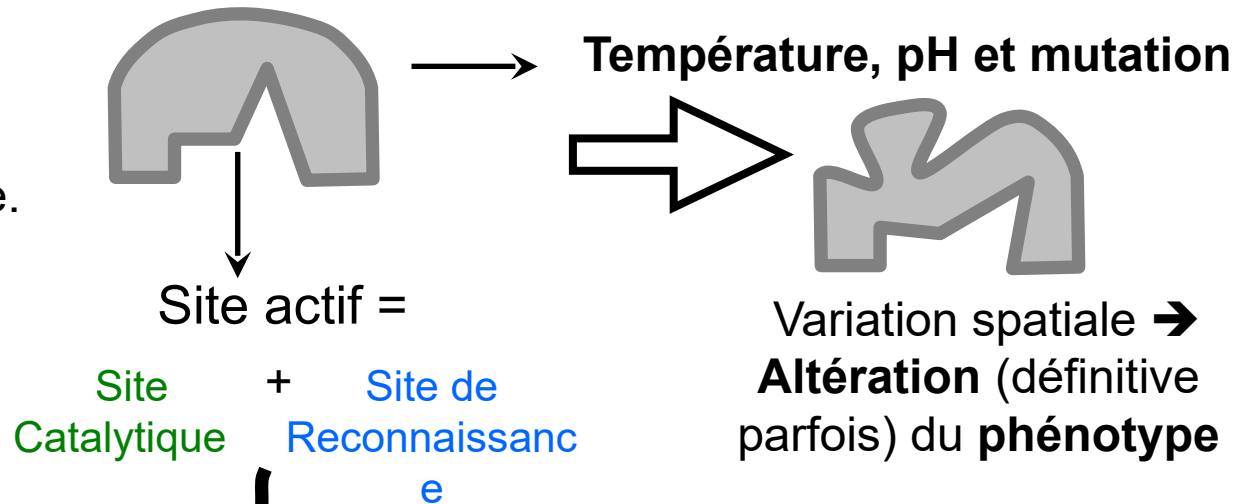 Température, pH et mutation
e.
Site actif =
Site
Catalytique
+
Site de
Reconnaissanc
e
Variation spatiale ➔
Altération (définitive
parfois) du phénotype